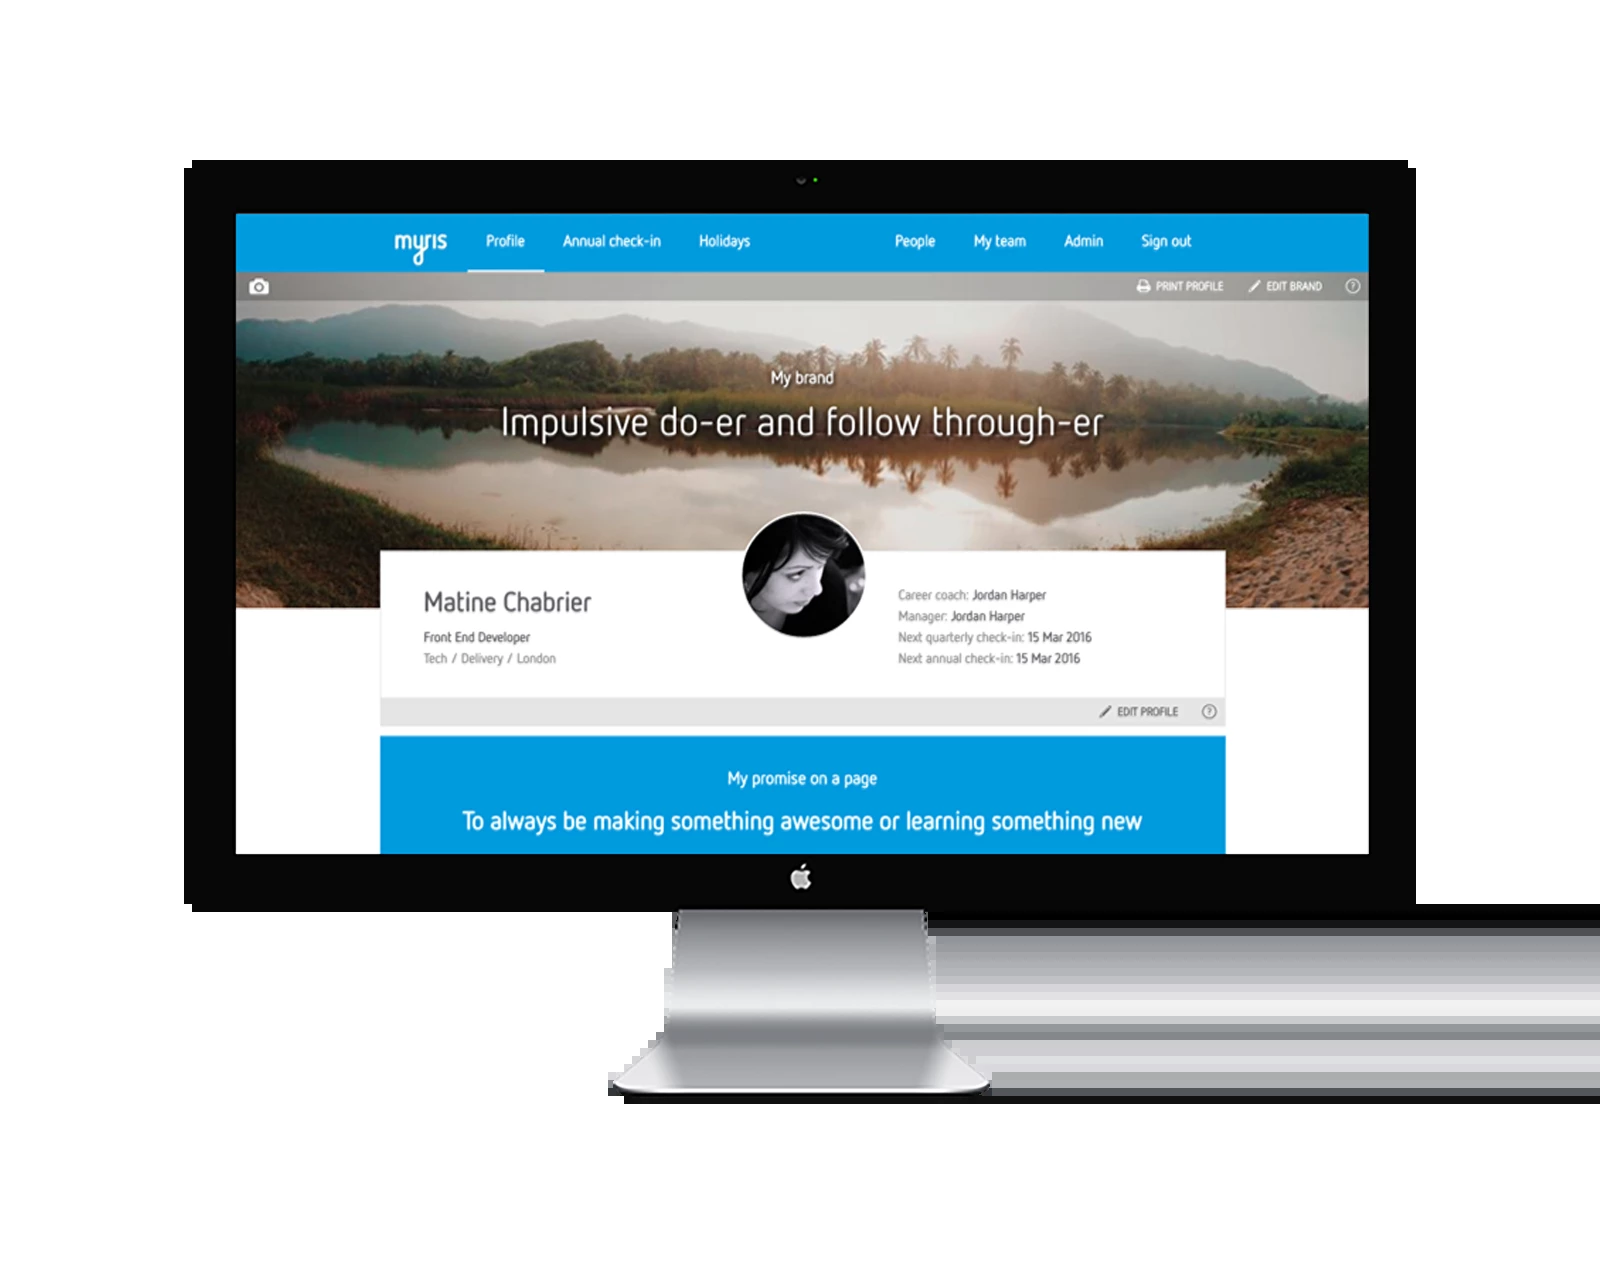 myris Profile Annual check-in Holidays People My team Admin Sign out
PRINT PROFILE EDIT BRAND ?
My brand
Impulsive do-er and follow through-er
Matine Chabrier
Front End Developer
Tech / Delivery / London
Career coach: Jordan Harper
Manager: Jordan Harper
Next quarterly check-in: 15 Mar 2016
Next annual check-in: 15 Mar 2016
EDIT PROFILE ?
My promise on a page
To always be making something awesome or learning something new